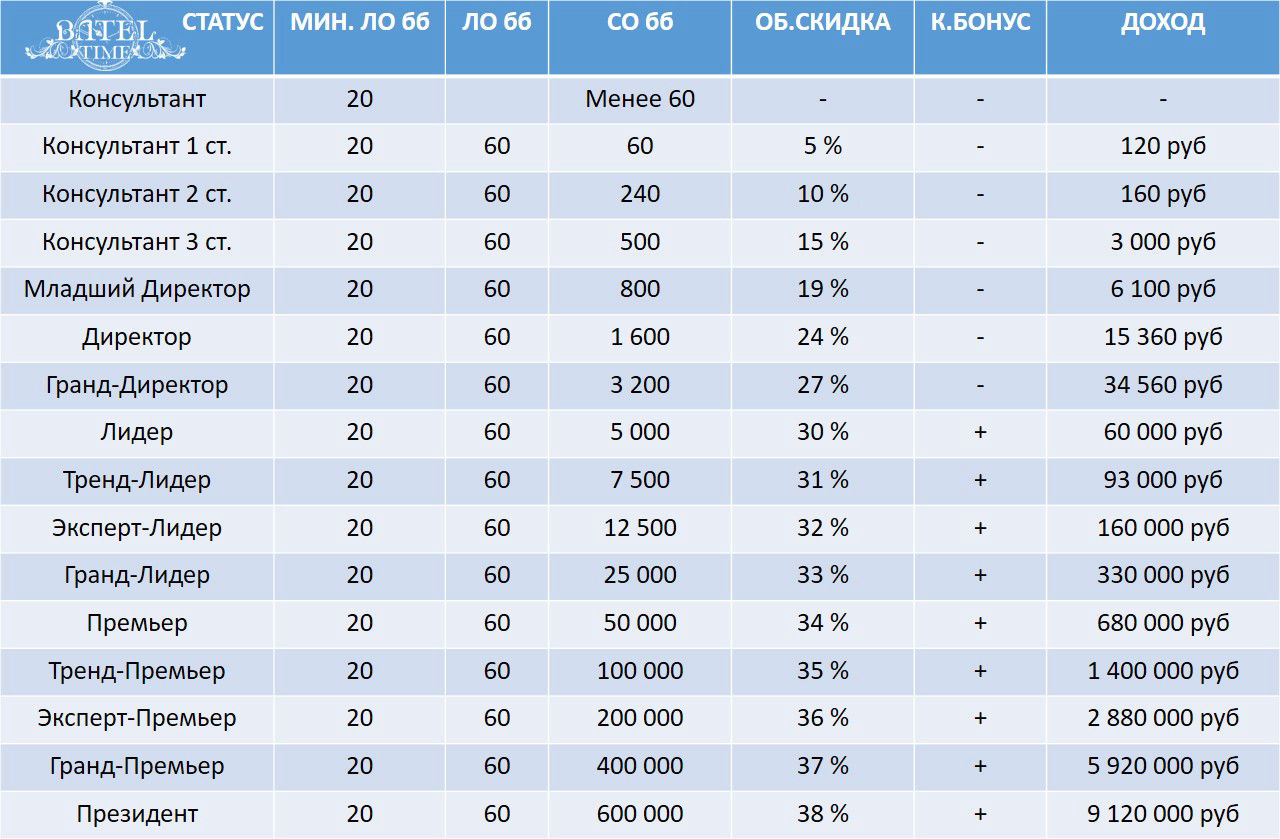 BATEL
TIME
СТАТУС МИН. ЛО бб ЛО бб СО бб ОБ.СКИДКА К.БОНУС ДОХОД
Консультант 20 Менее 60 - - -
Консультант 1 ст. 20 60 60 5 % - 120 руб
Консультант 2 ст. 20 60 240 10 % - 160 руб
Консультант 3 ст. 20 60 500 15 % - 3 000 руб
Младший Директор 20 60 800 19 % - 6 100 руб
Директор 20 60 1 600 24 % - 15 360 руб
Гранд-Директор 20 60 3 200 27 % - 34 560 руб
Лидер 20 60 5 000 30 % + 60 000 руб
Тренд-Лидер 20 60 7 500 31 % + 93 000 руб
Эксперт-Лидер 20 60 12 500 32 % + 160 000 руб
Гранд-Лидер 20 60 25 000 33 % + 330 000 руб
Премьер 20 60 50 000 34 % + 680 000 руб
Тренд-Премьер 20 60 100 000 35 % + 1 400 000 руб
Эксперт-Премьер 20 60 200 000 36 % + 2 880 000 руб
Гранд-Премьер 20 60 400 000 37 % + 5 920 000 руб
Президент 20 60 600 000 38 % + 9 120 000 руб